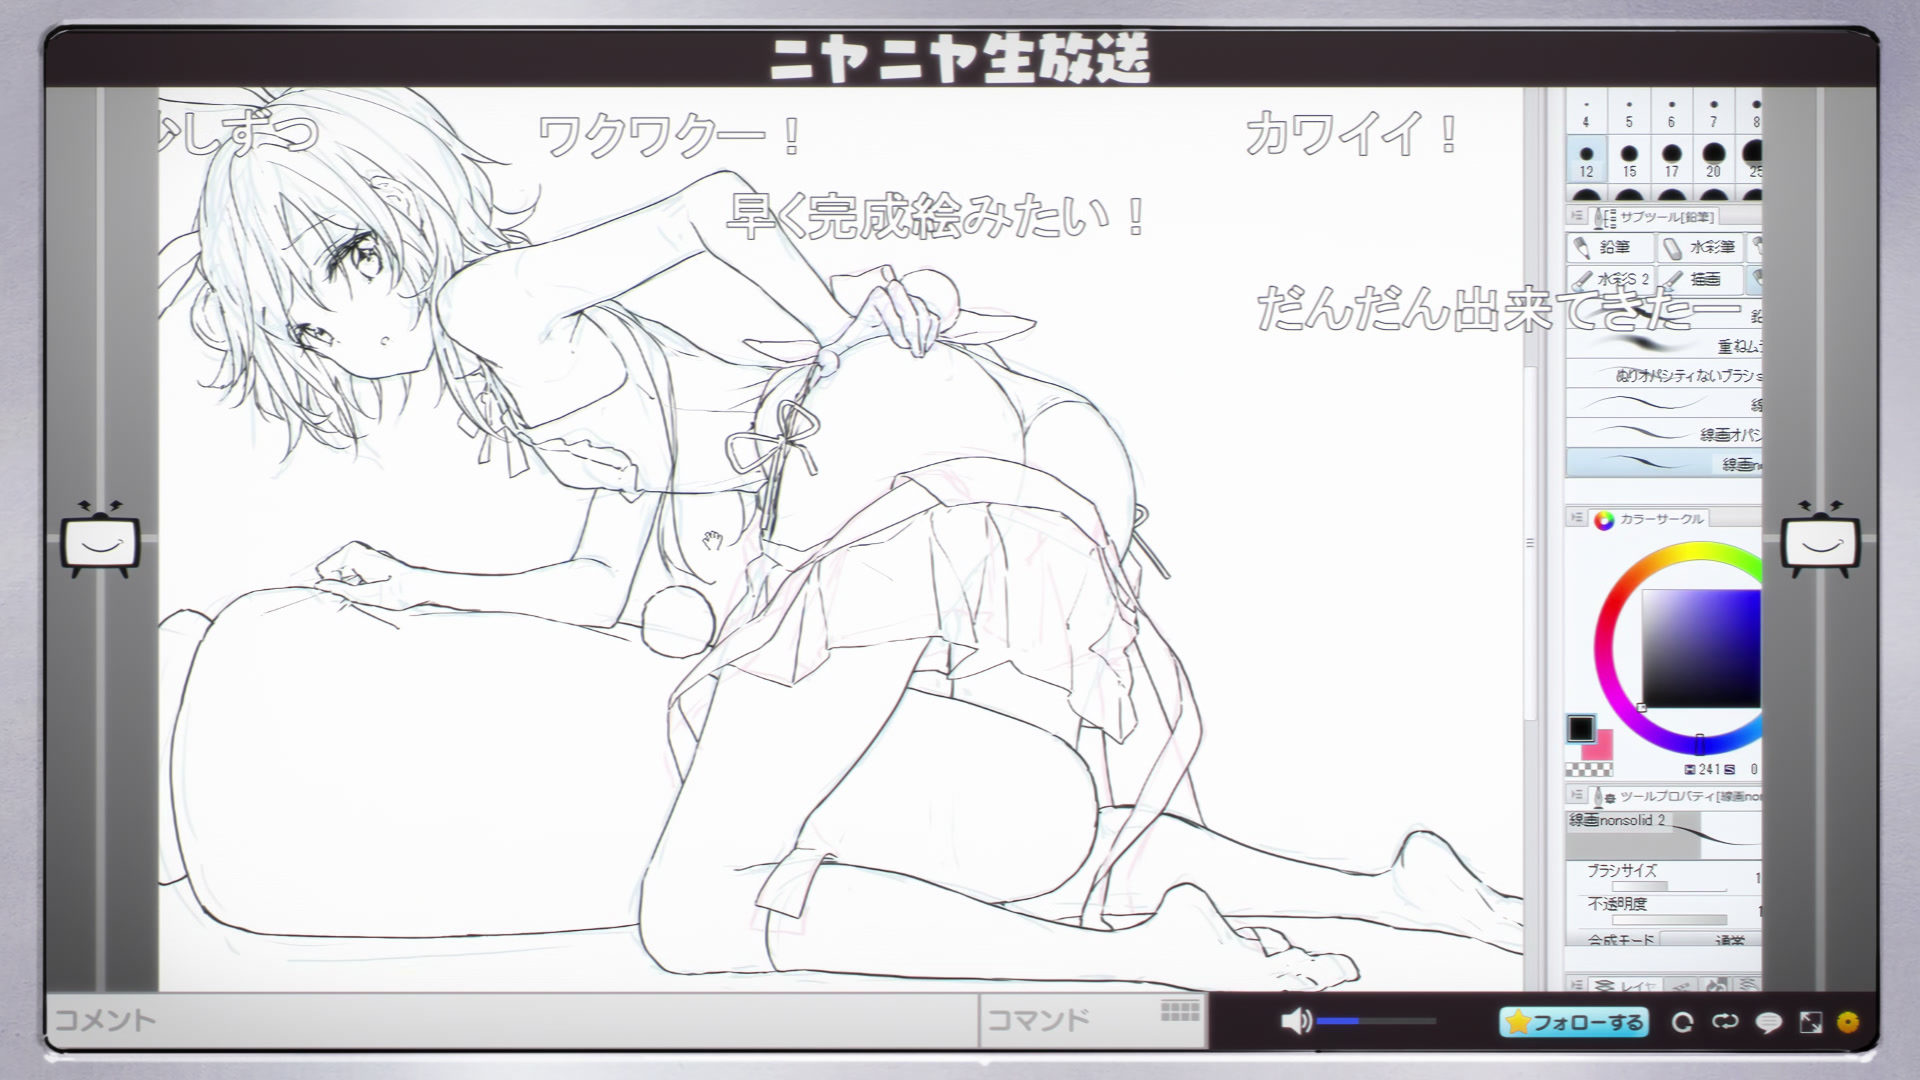 ニヤニヤ生放送
少しずつ
ワクワクー！
カワイイ！
早く完成絵みたい！
だんだん出来てきたー
4 5 6 7 8
12 15 17 20 25
サブツール[鉛筆]
鉛筆 水彩筆
水彩S 2 描画
鉛
重ねム
ぬりオパシティないブラシ
線
線画オパシ
線画n
カラーサークル
H 241 S 0
ツールプロパティ[線画non
線画nonsolid 2
ブラシサイズ 1
不透明度 1
合成モード 通常
レイヤ
コメント
コマンド
フォローする